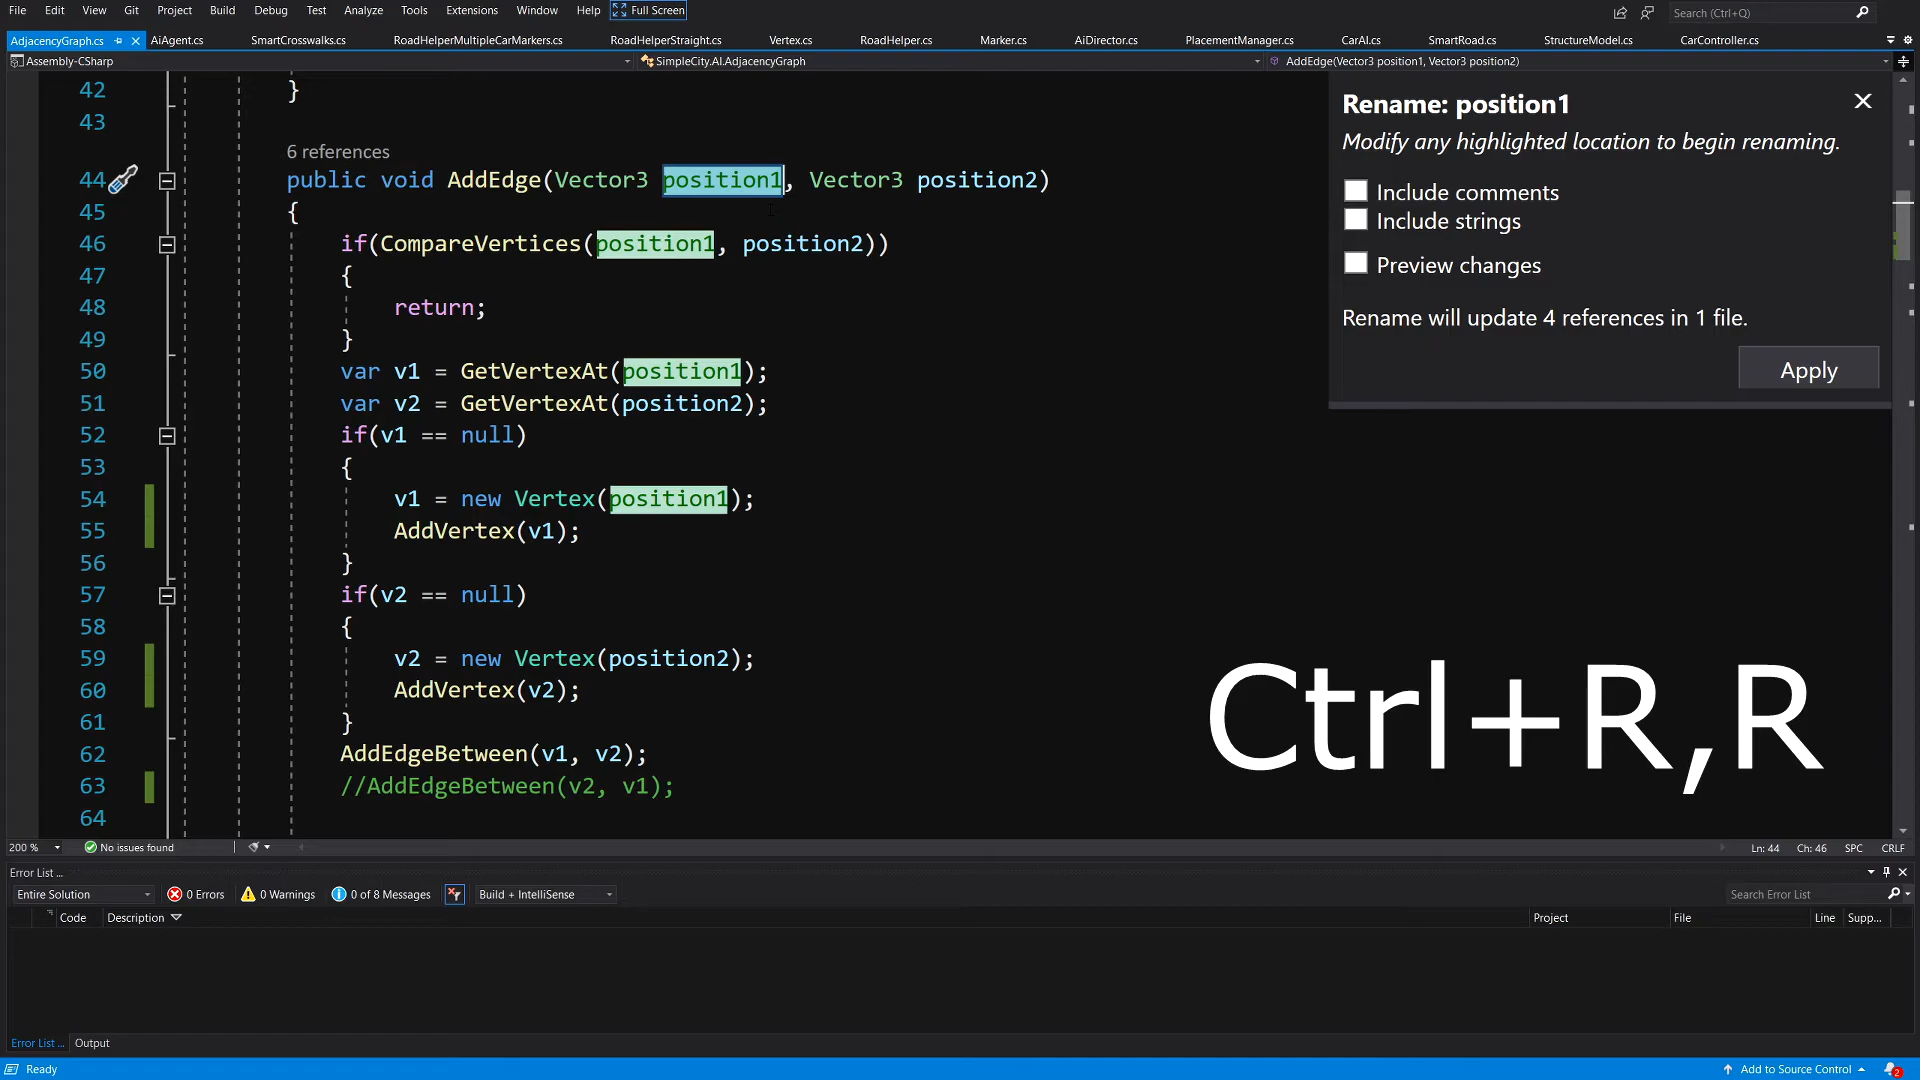 File Edit View Git Project Build Debug Test Analyze Tools Extensions Window Help Full Screen Search (Ctrl+Q)
AdjacencyGraph.cs AiAgent.cs SmartCrosswalks.cs RoadHelperMultipleCarMarkers.cs RoadHelperStraight.cs Vertex.cs RoadHelper.cs Marker.cs AiDirector.cs PlacementManager.cs CarAI.cs SmartRoad.cs StructureModel.cs CarController.cs
Assembly-CSharp SimpleCity.AI.AdjacencyGraph AddEdge(Vector3 position1, Vector3 position2)
42 }
43
6 references
44 public void AddEdge(Vector3 position1, Vector3 position2)
45 {
46 if(CompareVertices(position1, position2))
47 {
48 return;
49 }
50 var v1 = GetVertexAt(position1);
51 var v2 = GetVertexAt(position2);
52 if(v1 == null)
53 {
54 v1 = new Vertex(position1);
55 AddVertex(v1);
56 }
57 if(v2 == null)
58 {
59 v2 = new Vertex(position2);
60 AddVertex(v2);
61 }
62 AddEdgeBetween(v1, v2);
63 //AddEdgeBetween(v2, v1);
64
Rename: position1
Modify any highlighted location to begin renaming.
Include comments
Include strings
Preview changes
Rename will update 4 references in 1 file.
Apply
Ctrl+R,R
200 % No issues found Ln: 44 Ch: 46 SPC CRLF
Error List ...
Entire Solution 0 Errors 0 Warnings 0 of 8 Messages Build + IntelliSense Search Error List
Code Description Project File Line Supp...
Error List ... Output
Ready Add to Source Control 2